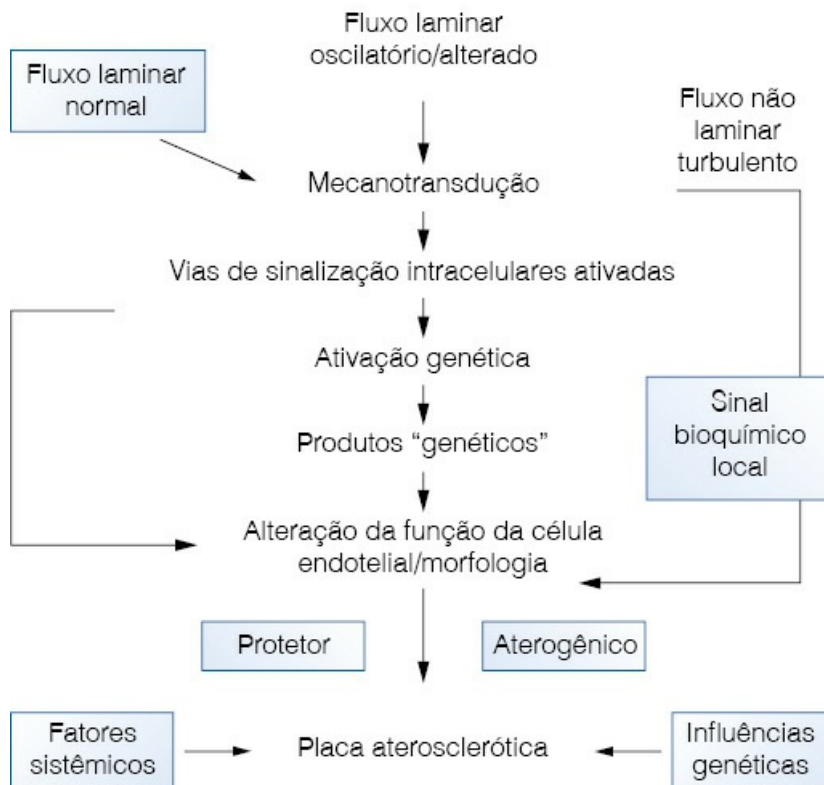 Fluxo laminar
oscilatório/alterado
Fluxo laminar
normal
Fluxo não
laminar
turbulento
Mecanotransdução
Vias de sinalização intracelulares ativadas
Ativação genética
Sinal
bioquímico
local
Produtos “genéticos”
Alteração da função da célula
endotelial/morfologia
Protetor
Aterogênico
Fatores
sistêmicos
Placa aterosclerótica
Influências
genéticas